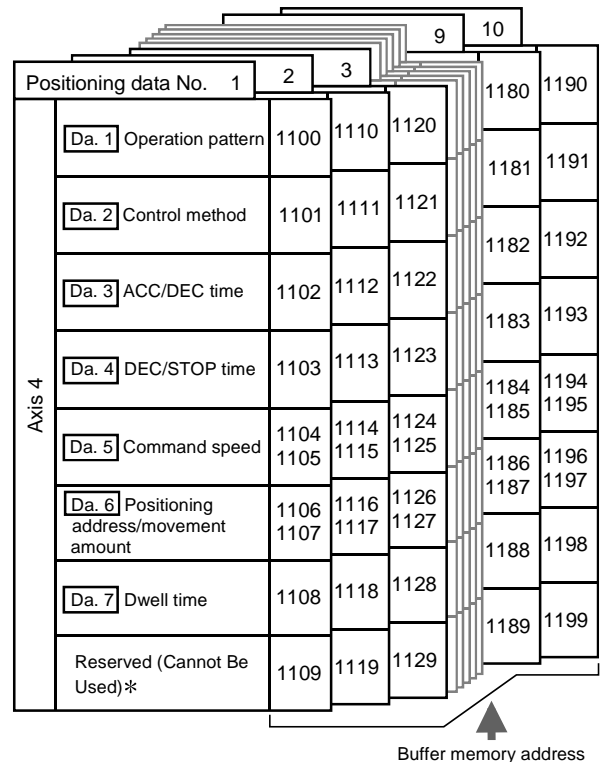 Positioning data No. 1 2 3 9 10
Axis 4
Da. 1 Operation pattern 1100 1110 1120 1180 1190
Da. 2 Control method 1101 1111 1121 1181 1191
Da. 3 ACC/DEC time 1102 1112 1122 1182 1192
Da. 4 DEC/STOP time 1103 1113 1123 1183 1193
Da. 5 Command speed 1104 1114 1124 1184 1194
1105 1115 1125 1185 1195
Da. 6 Positioning
address/movement
amount
1106 1116 1126 1186 1196
1107 1117 1127 1187 1197
Da. 7 Dwell time 1108 1118 1128 1188 1198
Reserved (Cannot Be
Used)* 1109 1119 1129 1189 1199
Buffer memory address